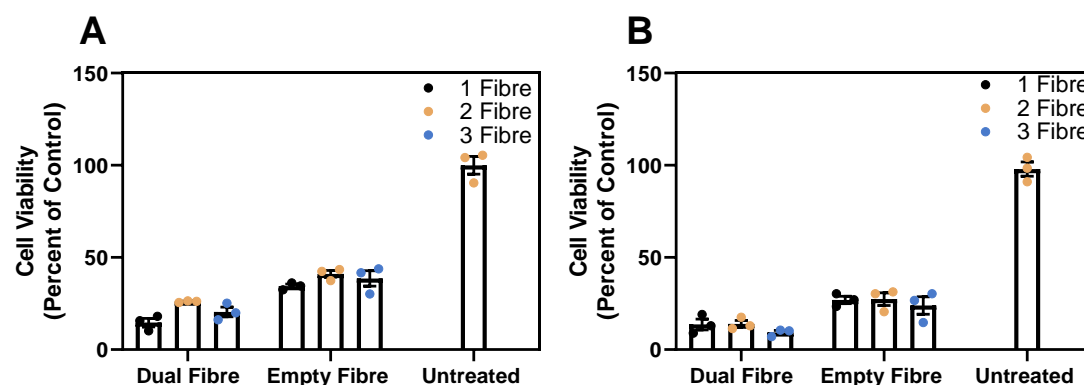 A
150
100
50
0
Cell Viability
(Percent of Control)
1 Fibre
2 Fibre
3 Fibre
Dual Fibre
Empty Fibre
Untreated
B
150
100
50
0
Cell Viability
(Percent of Control)
1 Fibre
2 Fibre
3 Fibre
Dual Fibre
Empty Fibre
Untreated